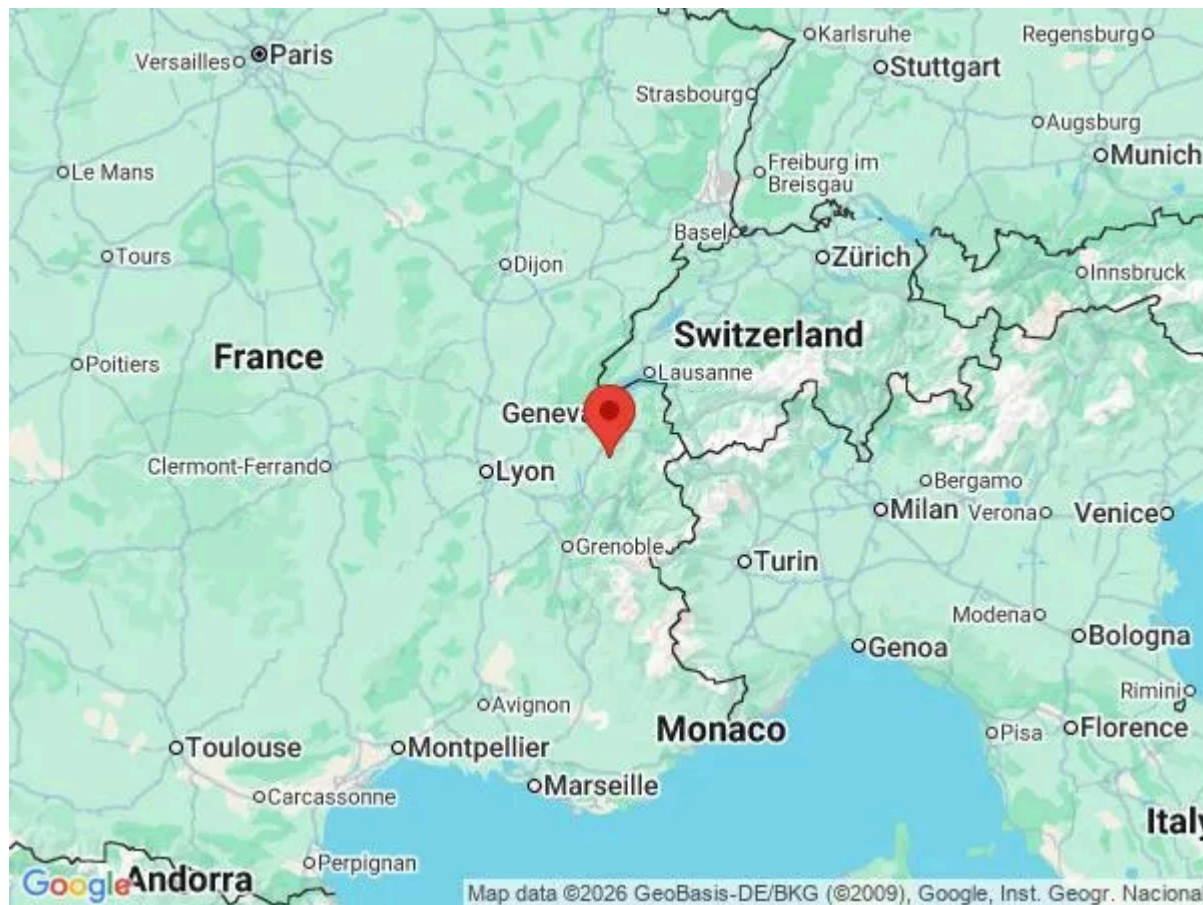 Karlsruhe
Regensburg
Versailles
Paris
Stuttgart
Strasbourg
Augsburg
Munich
Le Mans
Freiburg im
Breisgau
Basel
Tours
Dijon
Zürich
Innsbruck
Switzerland
France
Poitiers
Lausanne
Geneva
Clermont-Ferrand
Lyon
Bergamo
Milan
Verona
Venice
Grenoble
Turin
Modena
Bologna
Genoa
Rimini
Avignon
Monaco
Pisa
Florence
Toulouse
Montpellier
Marseille
Carcassonne
Italy
Perpignan
Andorra
Google
Map data ©2026 GeoBasis-DE/BKG (©2009), Google, Inst. Geogr. Nacional